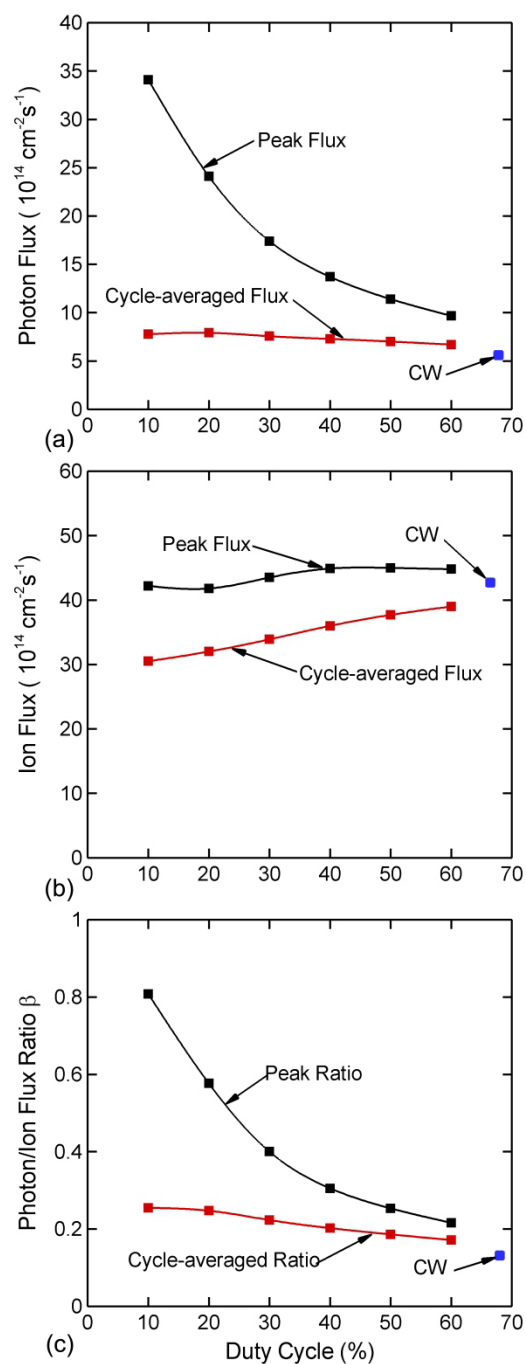 40
35
30
25
20
15
10
5
0
Photon Flux ( 10¹⁴ cm⁻²s⁻¹)
Peak Flux
Cycle-averaged Flux
CW
(a)
0 10 20 30 40 50 60 70
60
50
40
30
20
10
0
Ion Flux ( 10¹⁴ cm⁻²s⁻¹)
Peak Flux
CW
Cycle-averaged Flux
(b)
0 10 20 30 40 50 60 70
1
0.8
0.6
0.4
0.2
0
Photon/Ion Flux Ratio β
Peak Ratio
Cycle-averaged Ratio
CW
(c)
0 10 20 30 40 50 60 70
Duty Cycle (%)